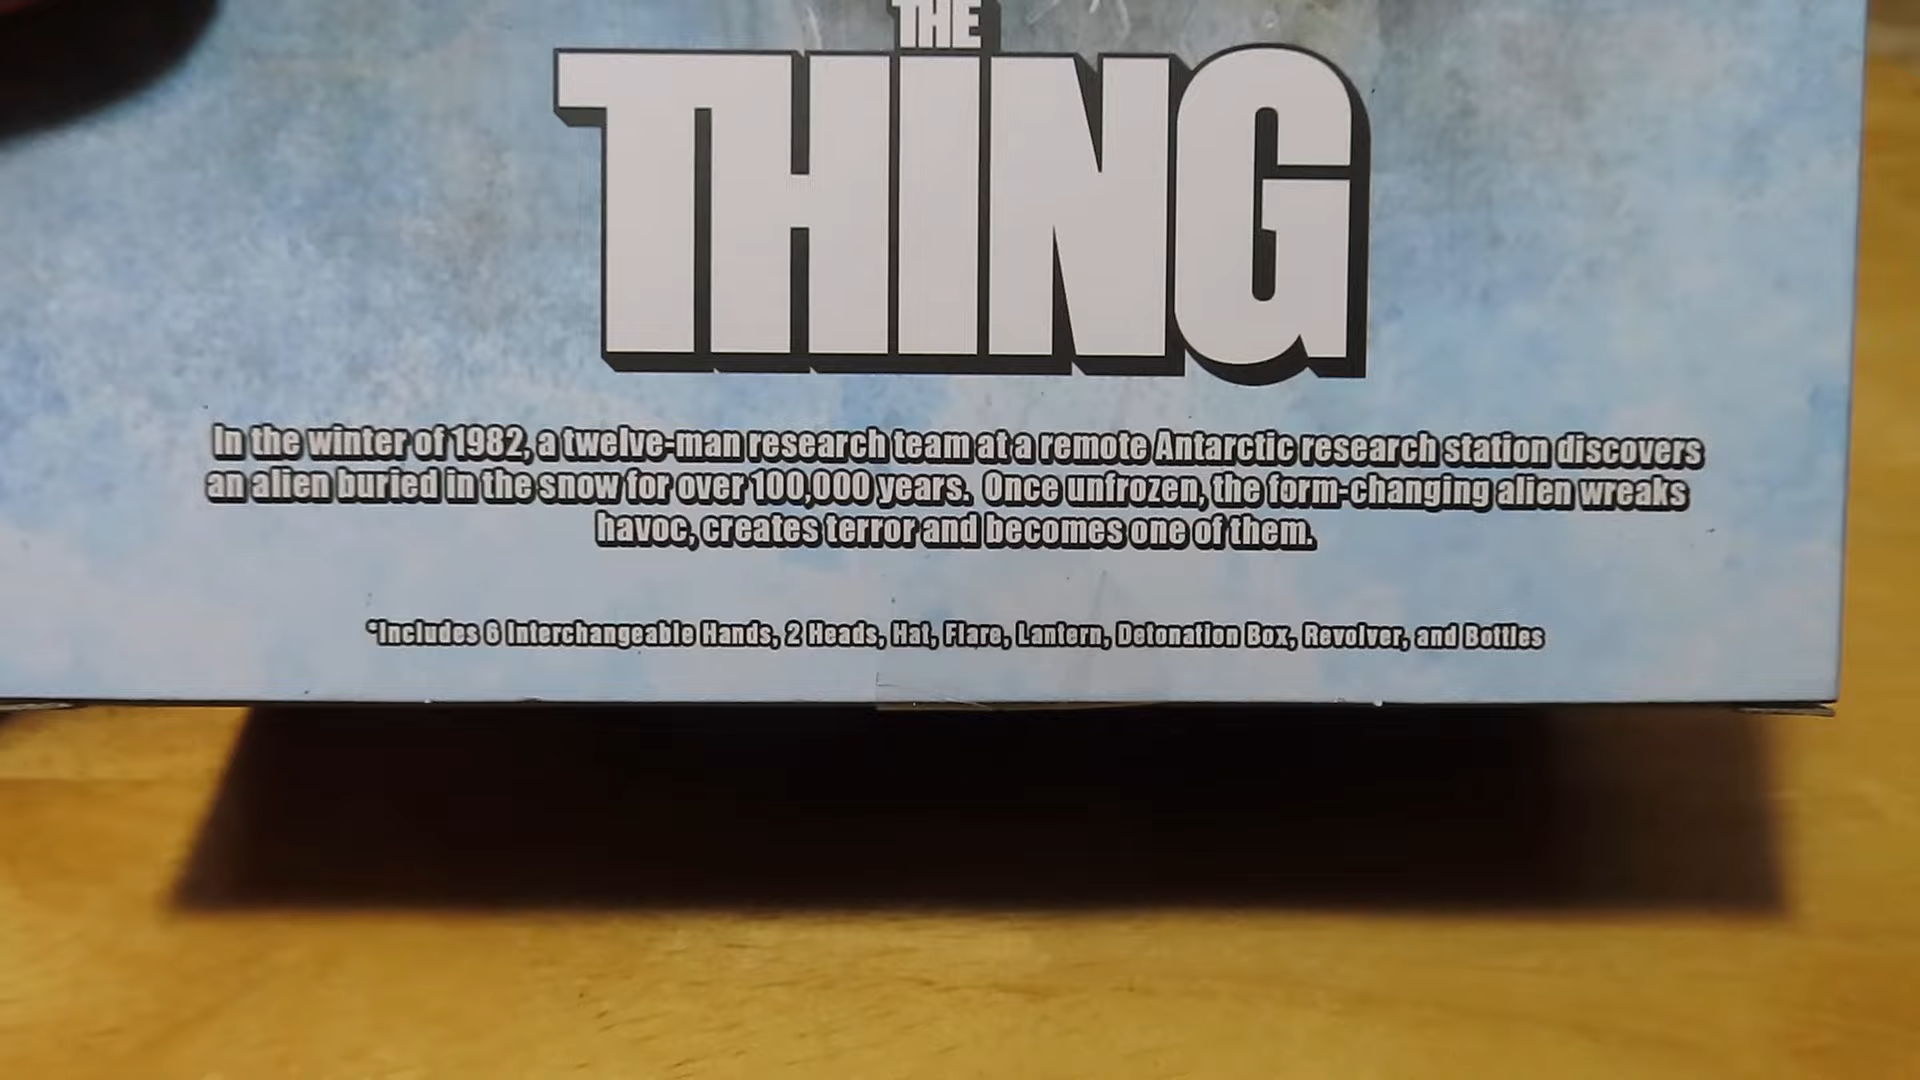 THE
THING
In the winter of 1982, a twelve-man research team at a remote Antarctic research station discovers
an alien buried in the snow for over 100,000 years. Once unfrozen, the form-changing alien wreaks
havoc, creates terror and becomes one of them.
*Includes 6 Interchangeable Hands, 2 Heads, Hat, Flare, Lantern, Detonation Box, Revolver, and Bottles